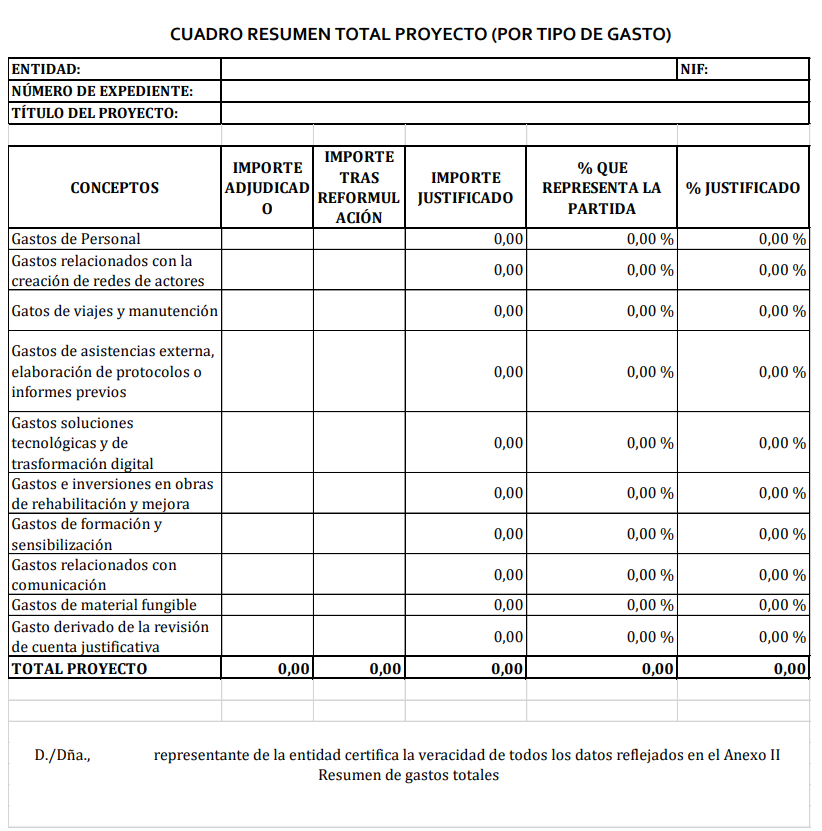 CUADRO RESUMEN TOTAL PROYECTO (POR TIPO DE GASTO)
ENTIDAD: NIF:
NÚMERO DE EXPEDIENTE:
TÍTULO DEL PROYECTO:
CONCEPTOS
IMPORTE
ADJUDICAD
O
IMPORTE
TRAS
REFORMUL
ACIÓN
IMPORTE
JUSTIFICADO
% QUE
REPRESENTA LA
PARTIDA
% JUSTIFICADO
Gastos de Personal 0,00 0,00 % 0,00 %
Gastos relacionados con la
creación de redes de actores 0,00 0,00 % 0,00 %
Gatos de viajes y manutención 0,00 0,00 % 0,00 %
Gastos de asistencias externa,
elaboración de protocolos o 0,00 0,00 % 0,00 %
informes previos
Gastos soluciones
tecnológicas y de 0,00 0,00 % 0,00 %
trasformación digital
Gastos e inversiones en obras
de rehabilitación y mejora 0,00 0,00 % 0,00 %
Gastos de formación y
sensibilización 0,00 0,00 % 0,00 %
Gastos relacionados con
comunicación 0,00 0,00 % 0,00 %
Gastos de material fungible 0,00 0,00 % 0,00 %
Gasto derivado de la revisión
de cuenta justificativa 0,00 0,00 % 0,00 %
TOTAL PROYECTO 0,00 0,00 0,00 0,00 0,00
D./Dña., representante de la entidad certifica la veracidad de todos los datos reflejados en el Anexo II
Resumen de gastos totales